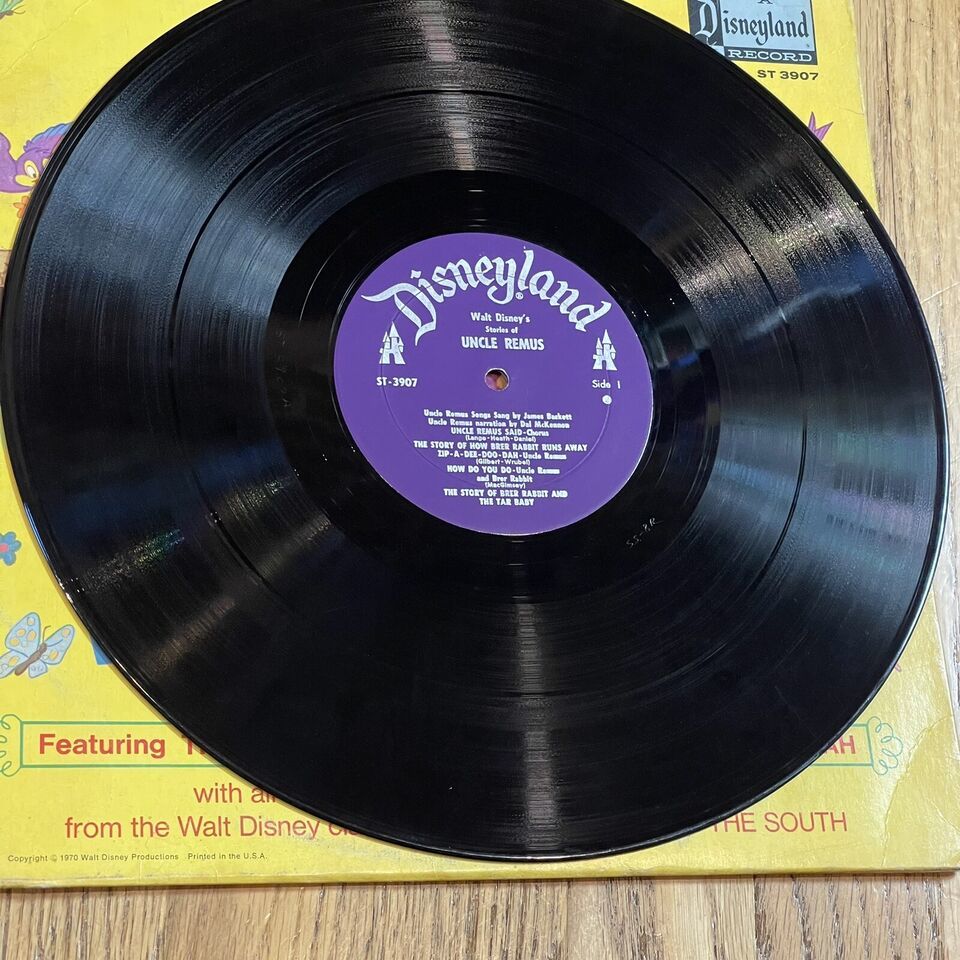 A
Disneyland
RECORD
ST 3907
Disneyland
®
Walt Disney's
Stories of
UNCLE REMUS
ST-3907
Side 1
Uncle Remus Songs Sang by James Baskett
Uncle Remus narration by Dal McKennon
UNCLE REMUS SAID-Chorus
(Lange-Heath-Daniel)
THE STORY OF HOW BRER RABBIT RUNS AWAY
ZIP-A-DEE-DOO-DAH-Uncle Remus
(Gilbert-Wrubel)
HOW DO YOU DO-Uncle Remus
and Brer Rabbit
(MacGimsey)
THE STORY OF BRER RABBIT AND
THE TAR BABY
Featuring
AH
with
from the Walt Disney
THE SOUTH
Copyright © 1970 Walt Disney Productions Printed in the U.S.A.